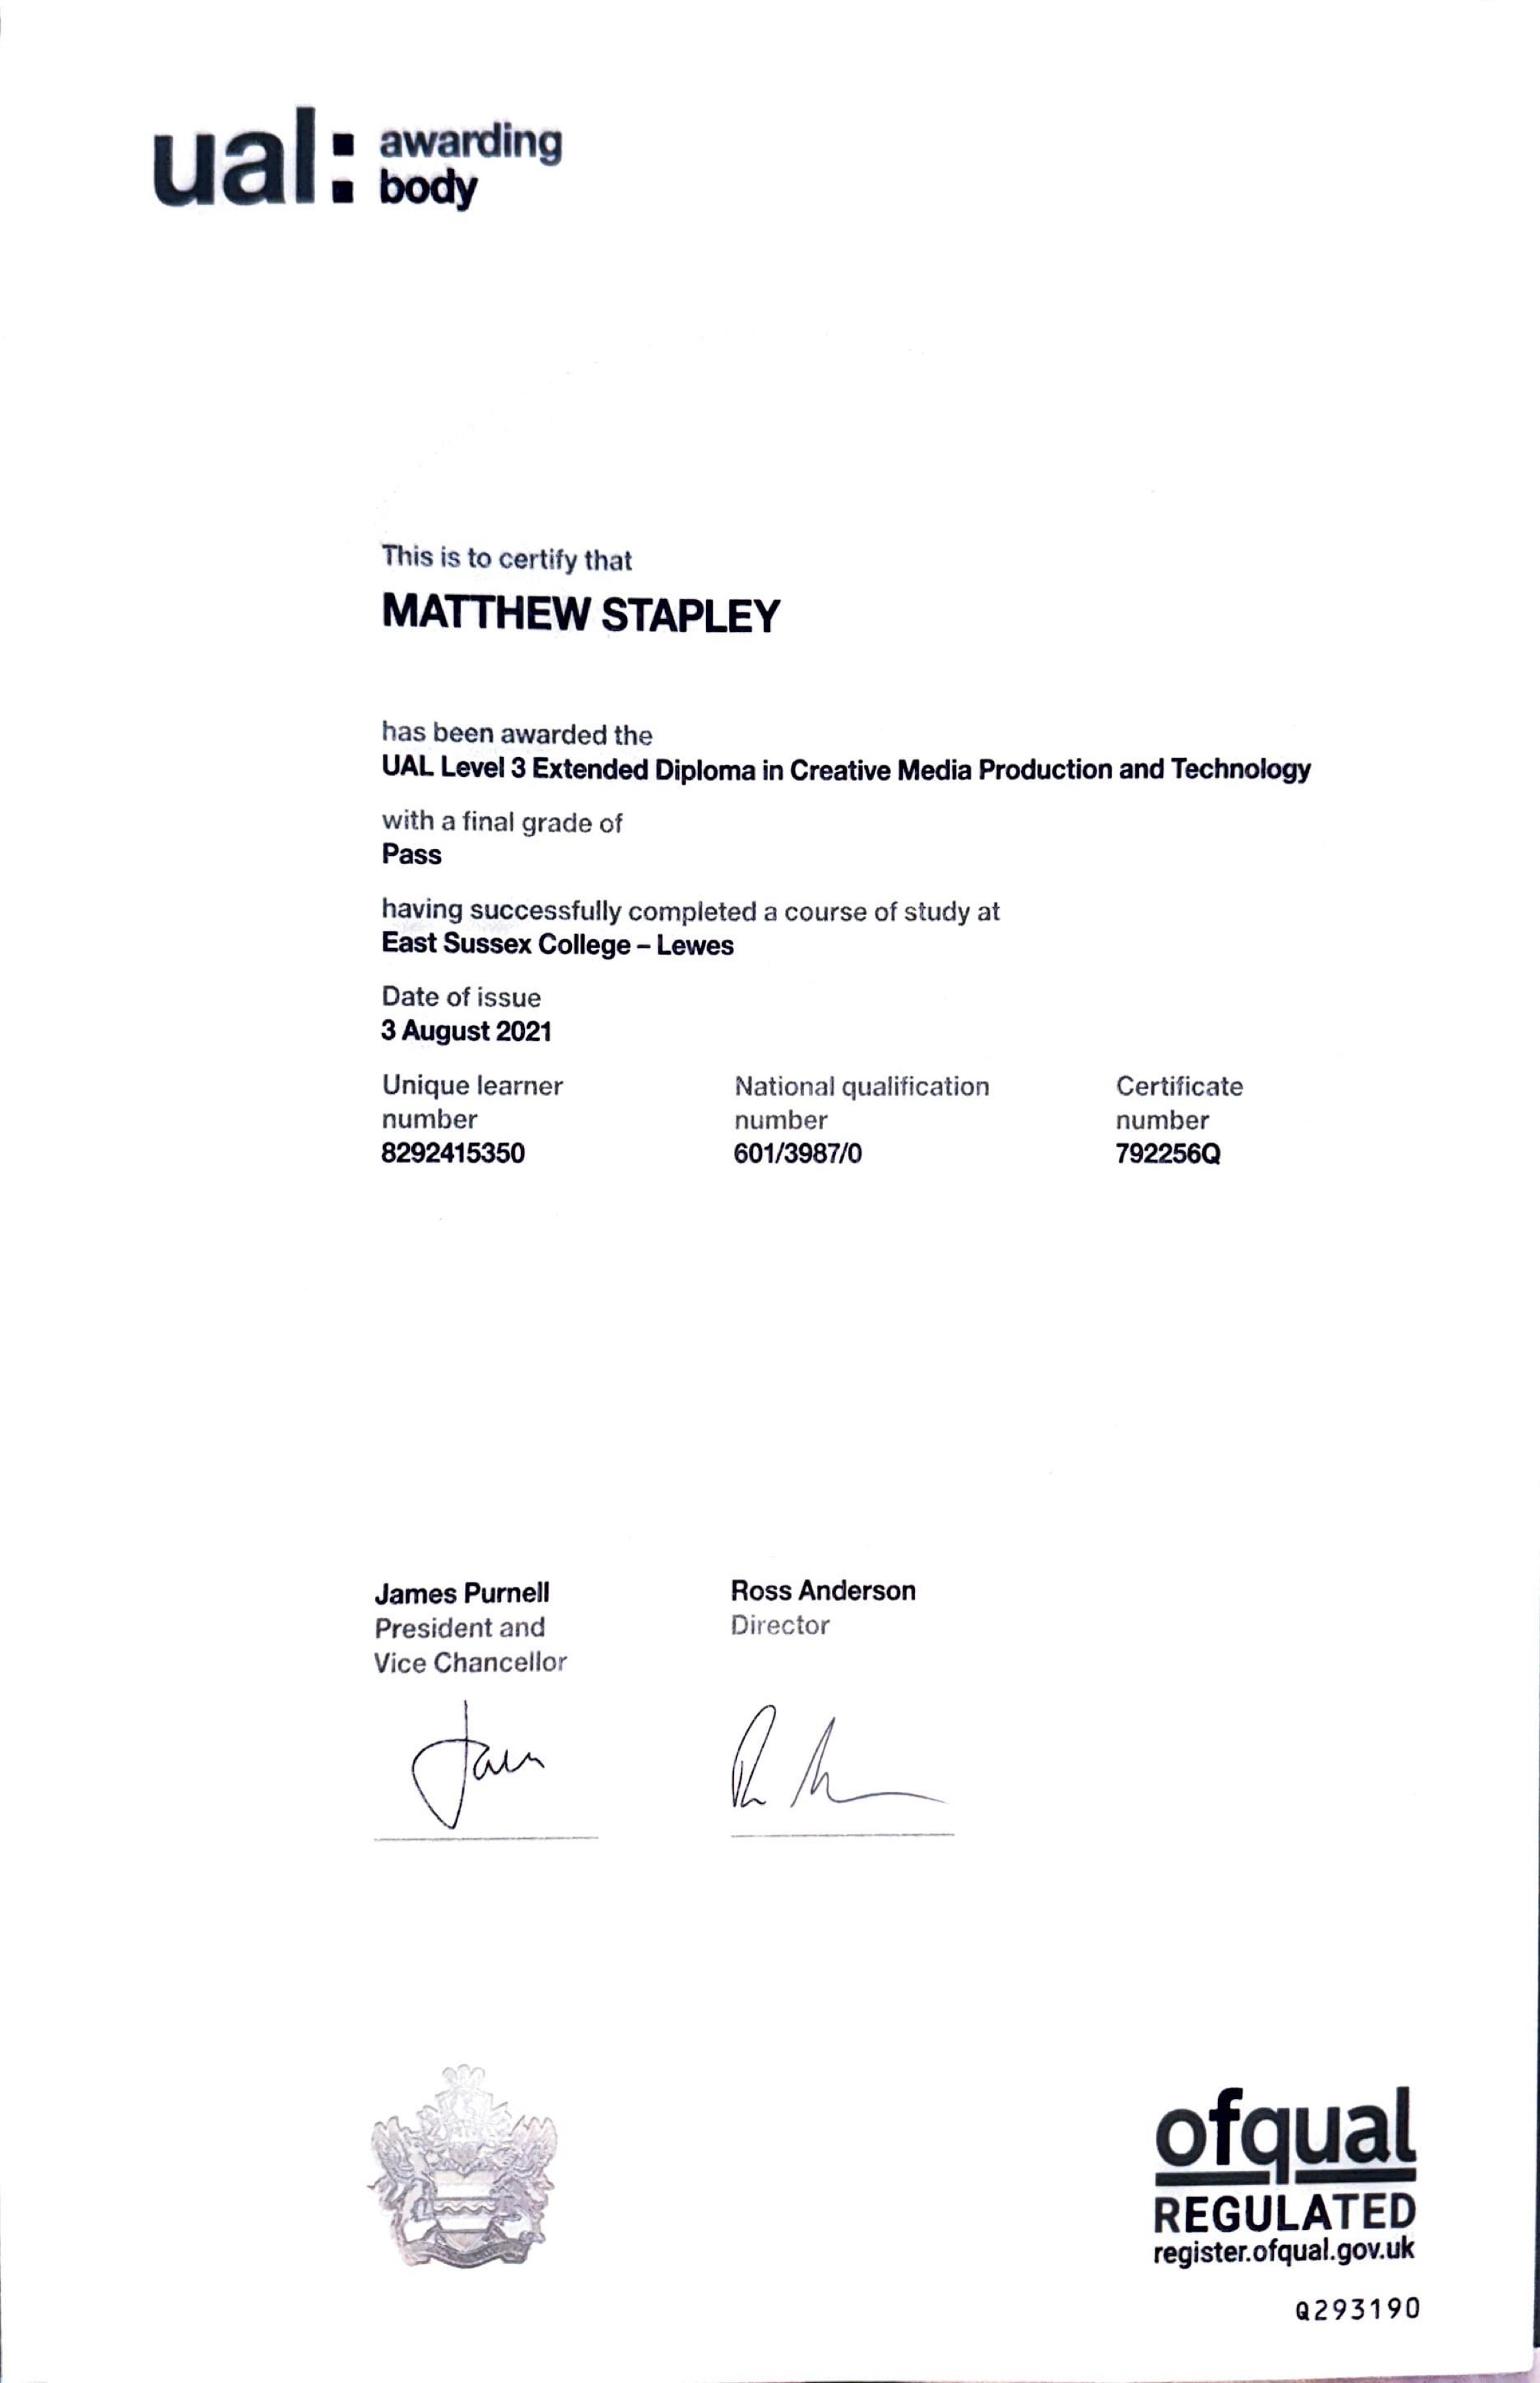 ual: awarding
body
This is to certify that
MATTHEW STAPLEY
has been awarded the
UAL Level 3 Extended Diploma in Creative Media Production and Technology
with a final grade of
Pass
having successfully completed a course of study at
East Sussex College – Lewes
Date of issue
3 August 2021
Unique learner
number
8292415350
National qualification
number
601/3987/0
Certificate
number
792256Q
James Purnell
President and
Vice Chancellor
Ross Anderson
Director
ofqual
REGULATED
register.ofqual.gov.uk
Q293190